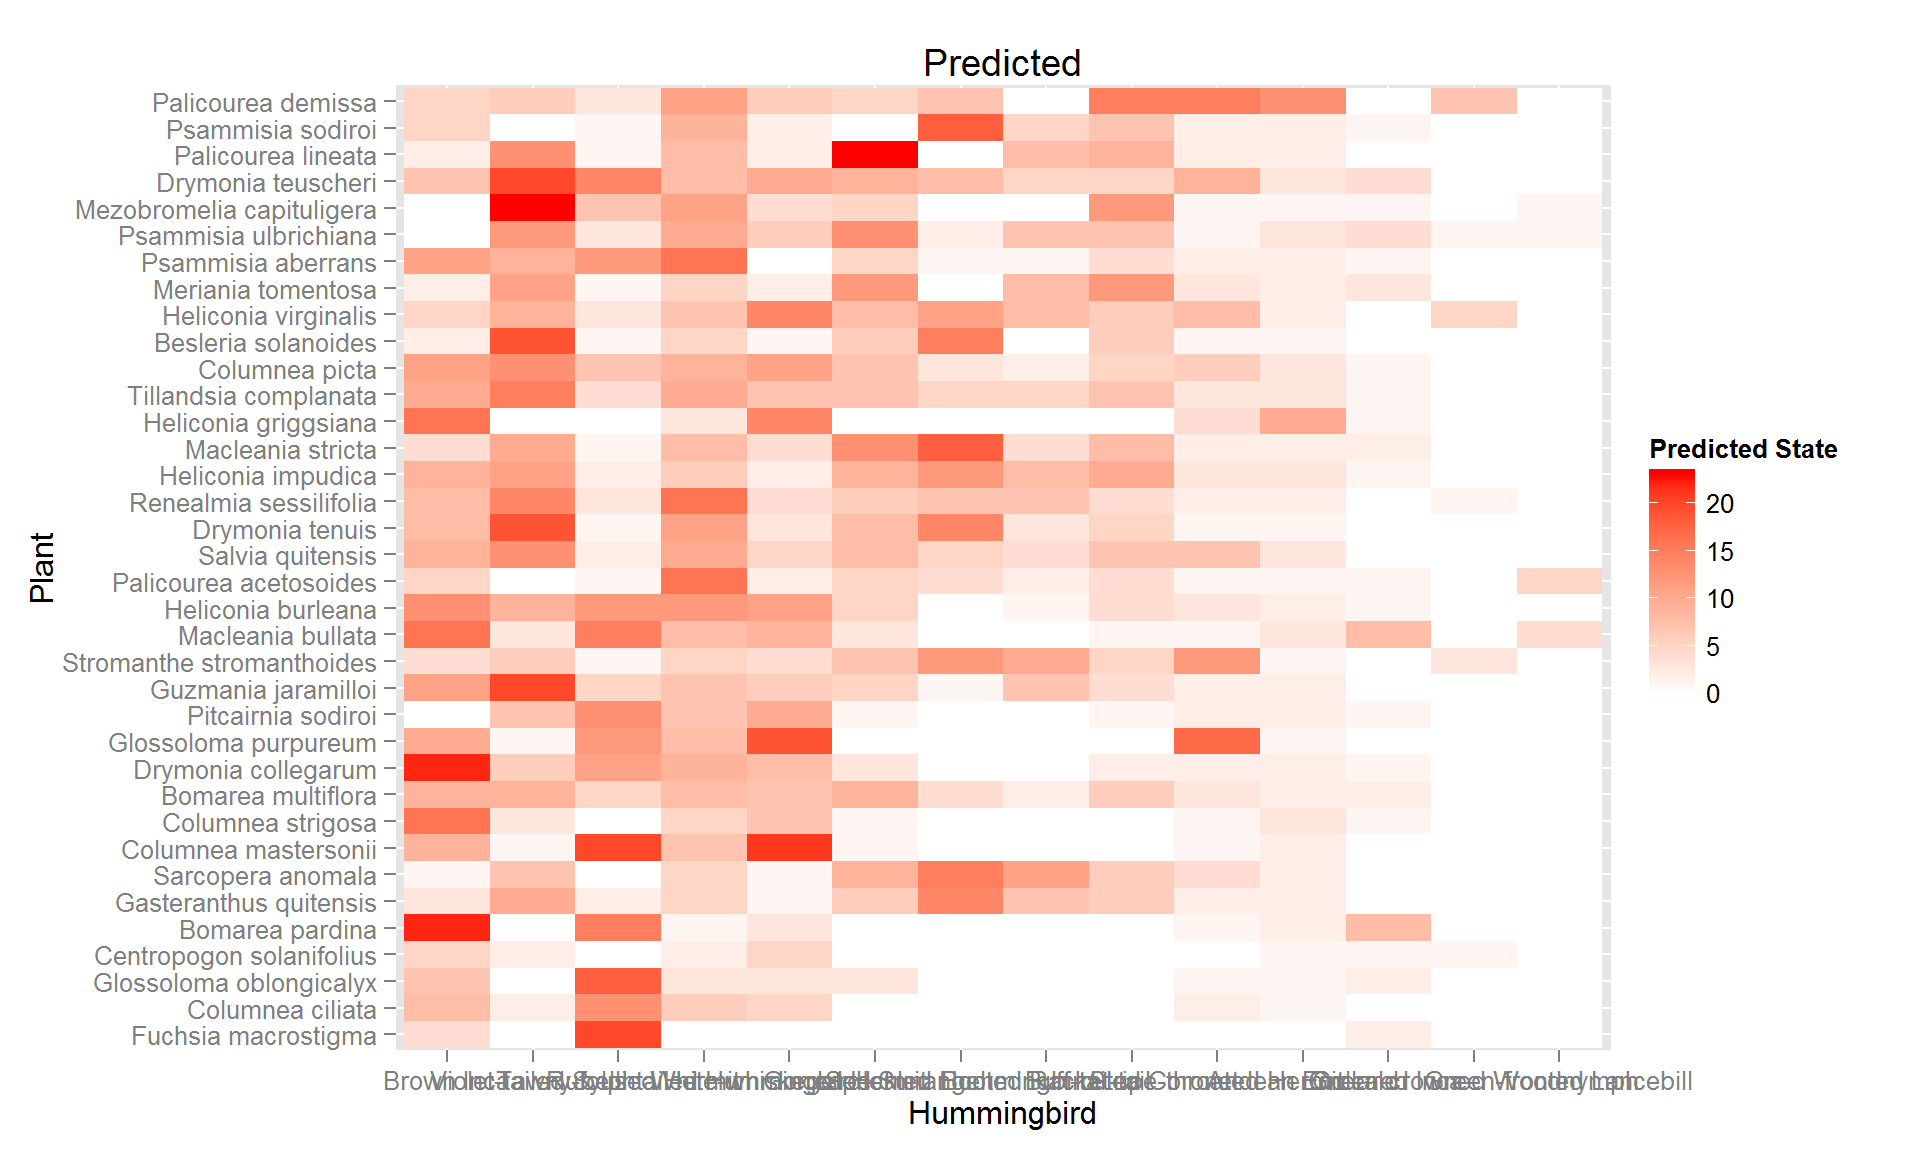 Predicted
Palicourea demissa
Psammisia sodiroi
Palicourea lineata
Drymonia teuscheri
Mezobromelia capituligera
Psammisia ulbrichiana
Psammisia aberrans
Meriania tomentosa
Heliconia virginalis
Besleria solanoides
Columnea picta
Tillandsia complanata
Heliconia griggsiana
Macleania stricta
Heliconia impudica
Renealmia sessilifolia
Drymonia tenuis
Salvia quitensis
Palicourea acetosoides
Heliconia burleana
Macleania bullata
Stromanthe stromanthoides
Guzmania jaramilloi
Pitcairnia sodiroi
Glossoloma purpureum
Drymonia collegarum
Bomarea multiflora
Columnea strigosa
Columnea mastersonii
Sarcopera anomala
Gasteranthus quitensis
Bomarea pardina
Centropogon solanifolius
Glossoloma oblongicalyx
Columnea ciliata
Fuchsia macrostigma
Plant
Predicted State
20
15
10
5
0
Brown
Hummingbird